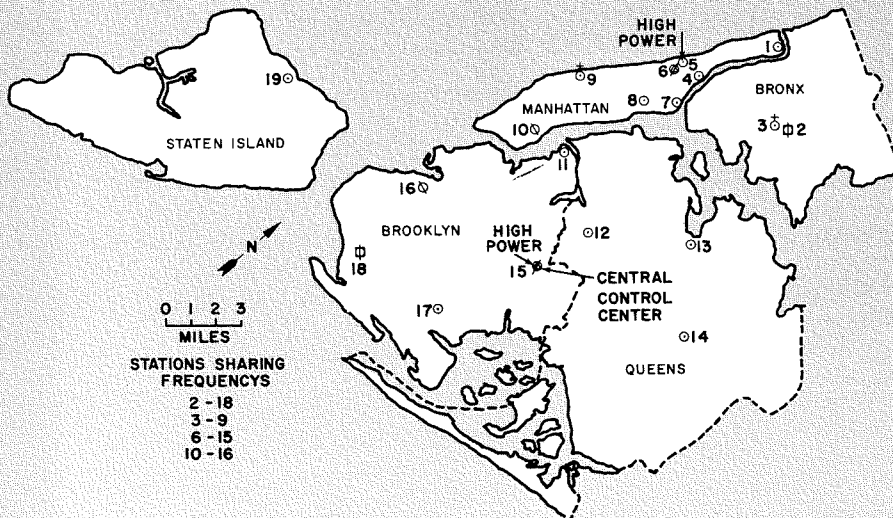 HIGH
POWER
1
5
6
4
9
BRONX
8
7
MANHATTAN
3
2
10
19
STATEN ISLAND
11
16
BROOKLYN
HIGH
POWER
12
13
18
15
CENTRAL
CONTROL
CENTER
N
17
14
QUEENS
0 1 2 3
MILES
STATIONS SHARING
FREQUENCYS
2 - 18
3 - 9
6 - 15
10 - 16